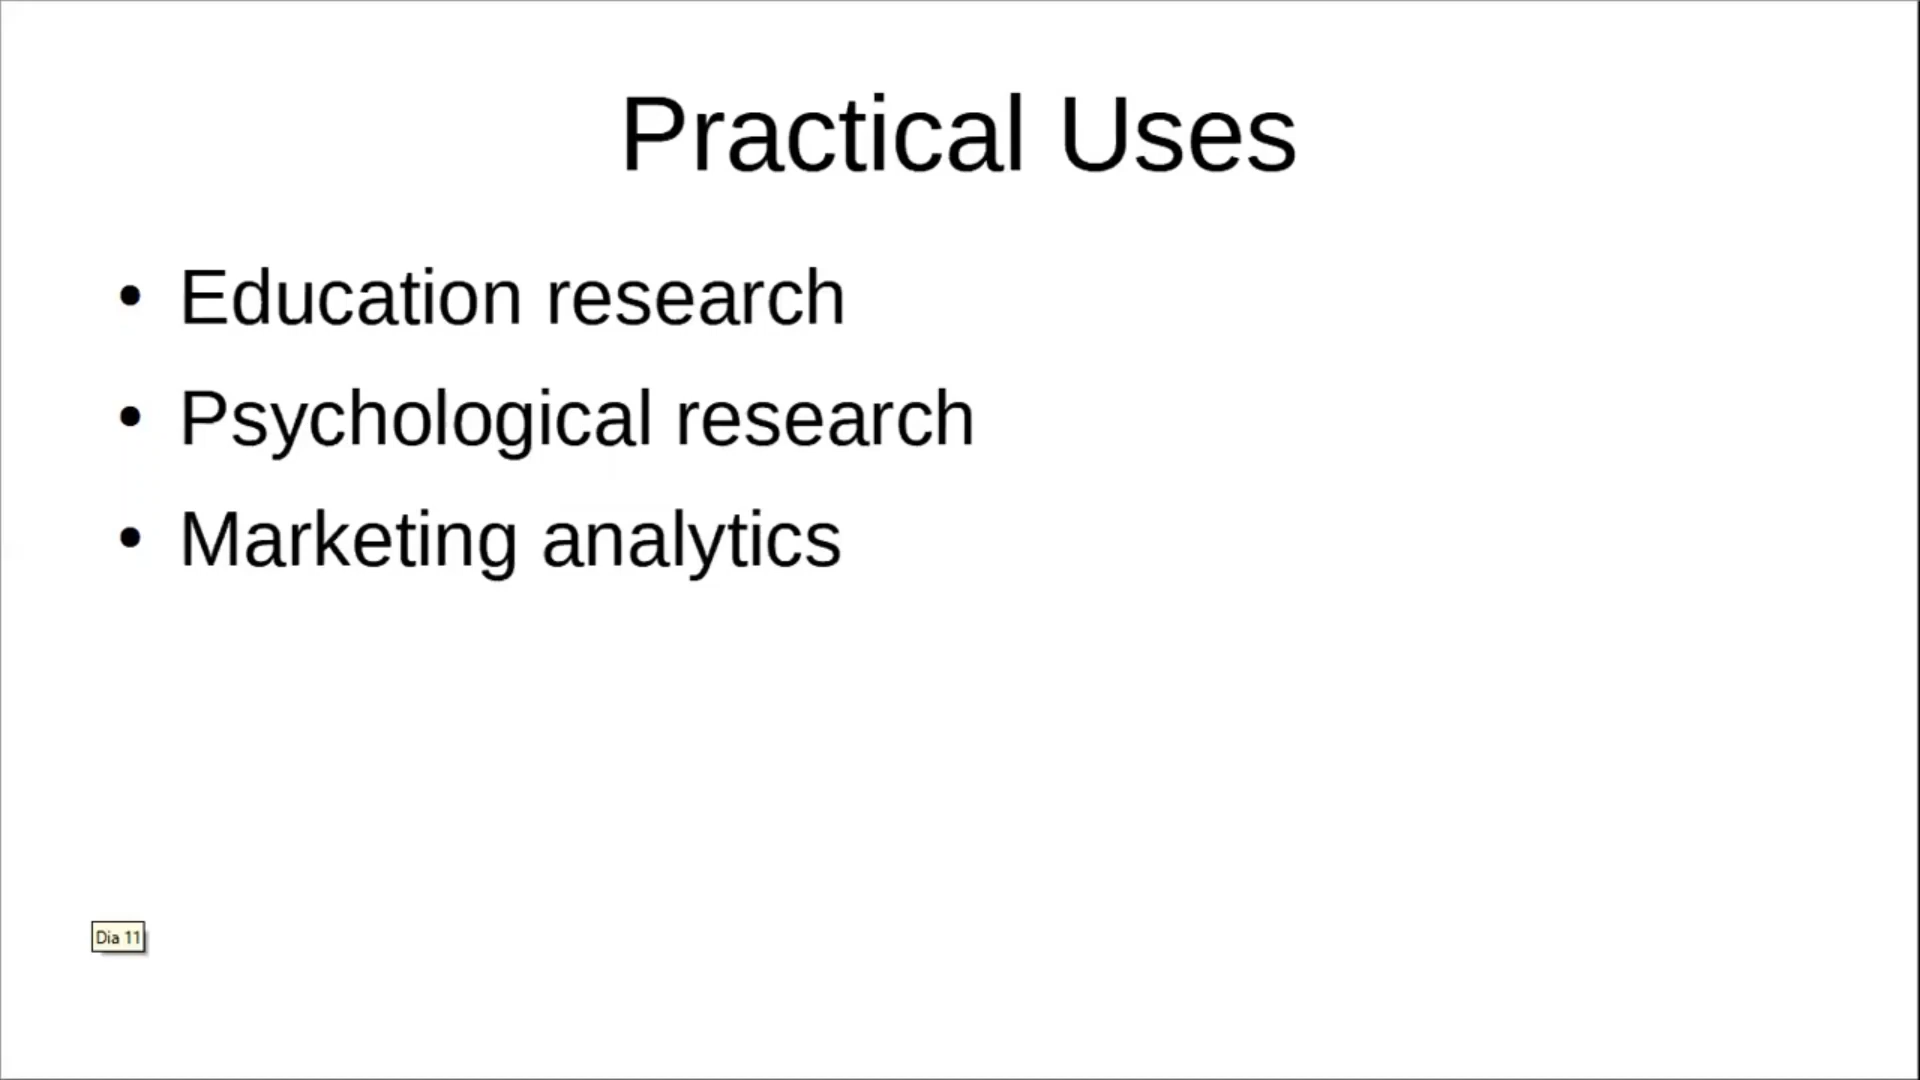 Practical Uses
• Education research
• Psychological research
• Marketing analytics
Dia 11